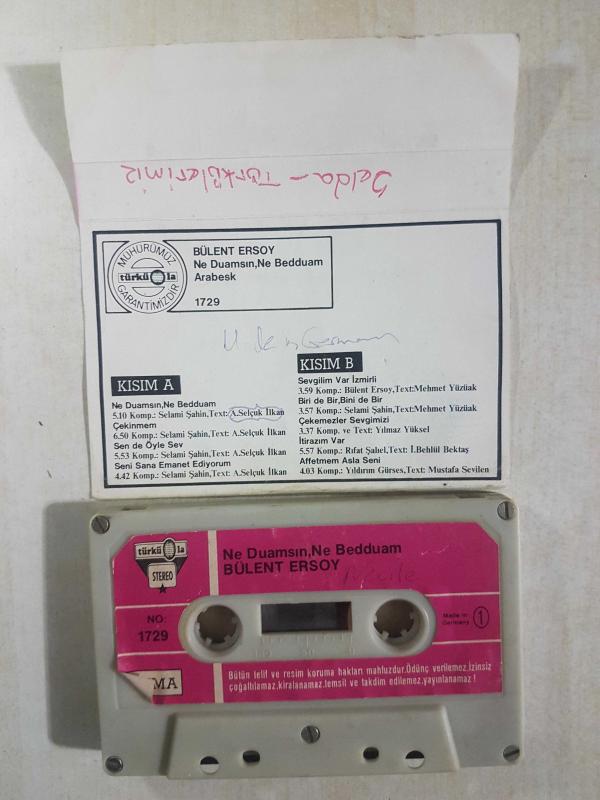 Selda - Türkülerimiz
MÜHÜRÜMÜZ
türküola
GARANTİMİZDİR
BÜLENT ERSOY
Ne Duamsın,Ne Bedduam
Arabesk
1729
KISIM A
Ne Duamsın,Ne Bedduam
5.10 Komp.: Selami Şahin,Text:A.Selçuk İlkan
Çekinmem
6.50 Komp.: Selami Şahin,Text: A.Selçuk İlkan
Sen de Öyle Sev
5.53 Komp.: Selami Şahin,Text: A.Selçuk İlkan
Seni Sana Emanet Ediyorum
4.42 Komp.: Selami Şahin,Text: A.Selçuk İlkan
KISIM B
Sevgilim Var İzmirli
3.59 Komp.: Bülent Ersoy,Text:Mehmet Yüzüak
Biri de Bir,Bini de Bir
3.57 Komp.: Selami Şahin,Text:Mehmet Yüzüak
Çekemezler Sevgimizi
3.37 Komp. ve Text: Yılmaz Yüksel
İtirazım Var
5.57 Komp.: Rıfat Şahel,Text: İ.Behlül Bektaş
Affetmem Asla Seni
4.03 Komp.: Yıldırım Gürses,Text: Mustafa Sevilen
türküola
STEREO
Ne Duamsın,Ne Bedduam
BÜLENT ERSOY
NO:
1729
Made in
Germany
1
MA
Bütün telif ve resim koruma hakları mahfuzdur.Ödünç verilemez.İzinsiz
çoğaltılamaz,kiralanamaz,temsil ve takdim edilemez,yayınlanamaz!